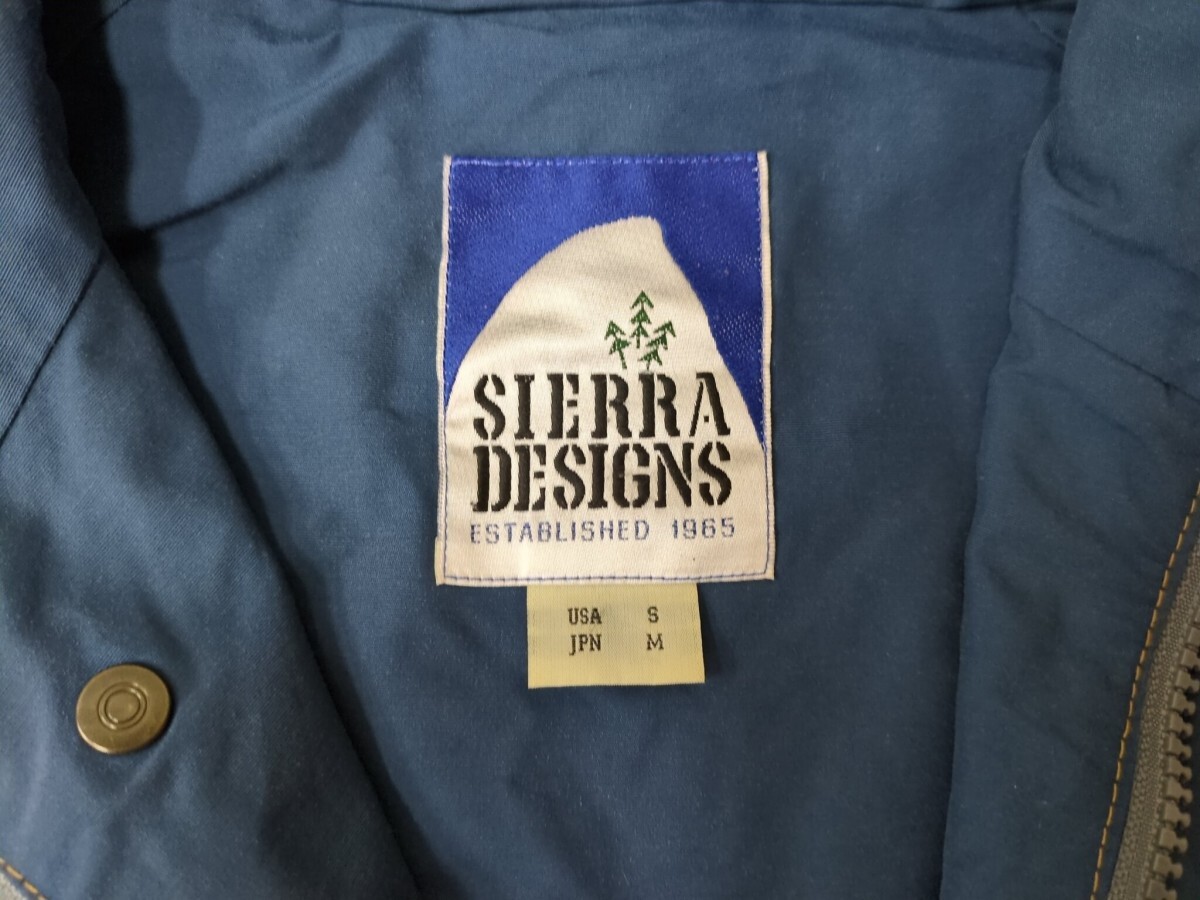 SIERRA
DESIGNS
ESTABLISHED 1965
USA S
JPN M